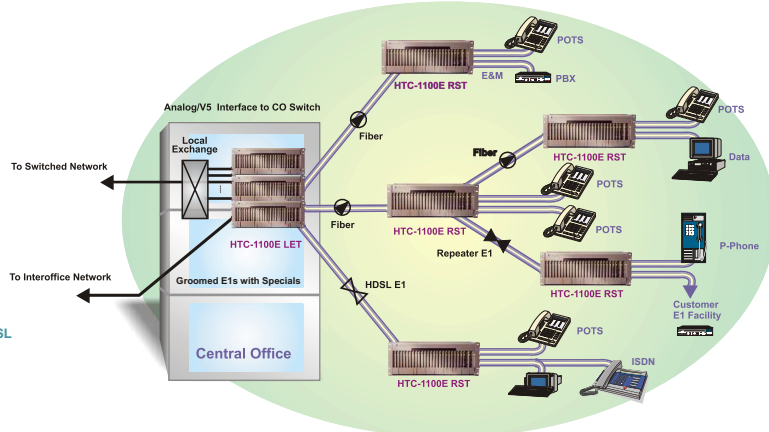 POTS
E&M
PBX
HTC-1100E RST
Analog/V5 Interface to CO Switch
Fiber
POTS
Local
Exchange
Fiber
Data
HTC-1100E RST
To Switched Network
POTS
Fiber
HTC-1100E RST
POTS
HTC-1100E LET
Repeater E1
P-Phone
To Interoffice Network
Groomed E1s with Specials
HDSL E1
HTC-1100E RST
Customer
E1 Facility
SL
POTS
Central Office
ISDN
HTC-1100E RST